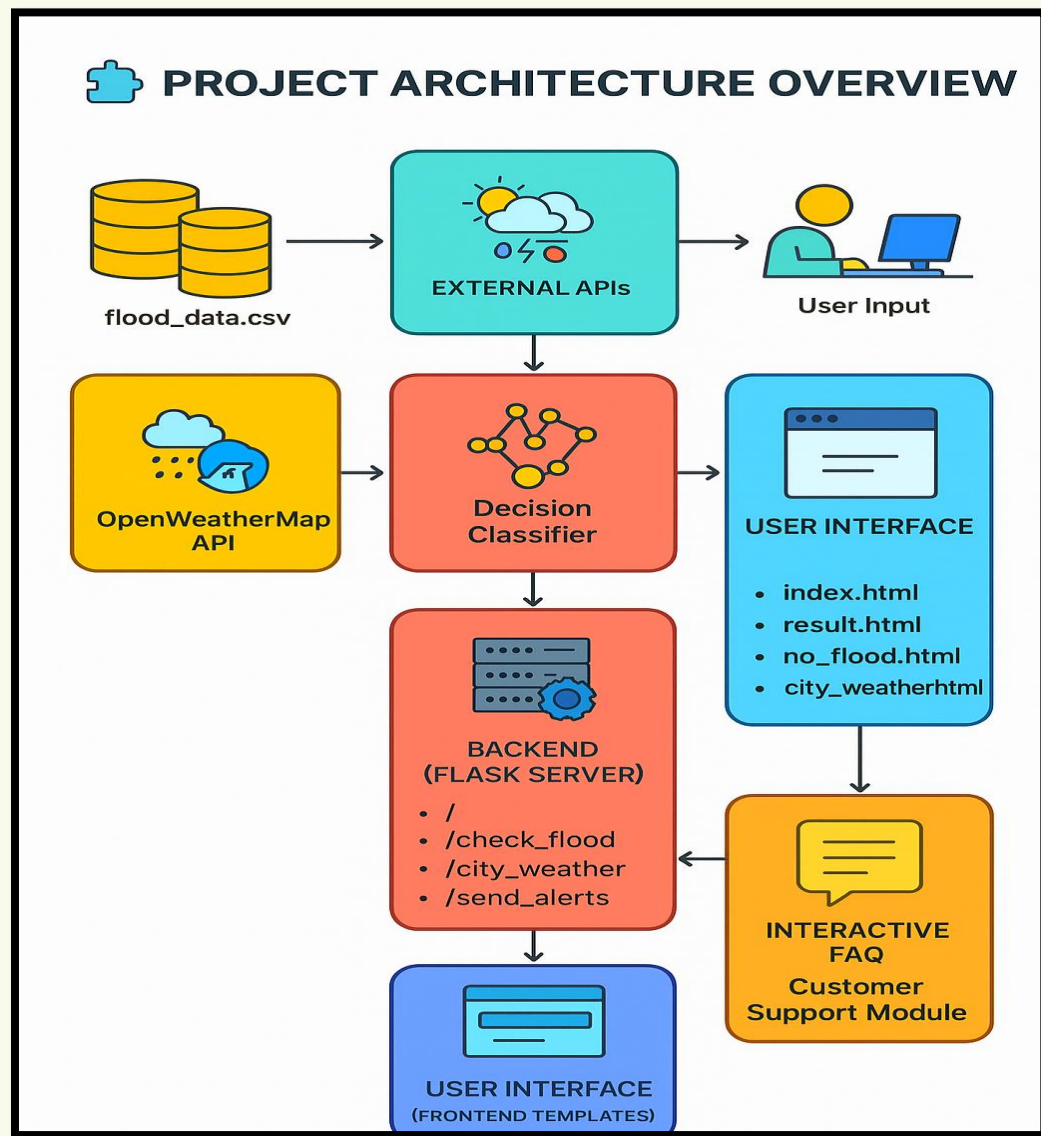 PROJECT ARCHITECTURE OVERVIEW
flood_data.csv
EXTERNAL APIs
User Input
OpenWeatherMap
API
Decision
Classifier
USER INTERFACE
• index.html
• result.html
• no_flood.html
• city_weatherhtml
BACKEND
(FLASK SERVER)
• /
• /check_flood
• /city_weather
• /send_alerts
INTERACTIVE
FAQ
Customer
Support Module
USER INTERFACE
(FRONTEND TEMPLATES)